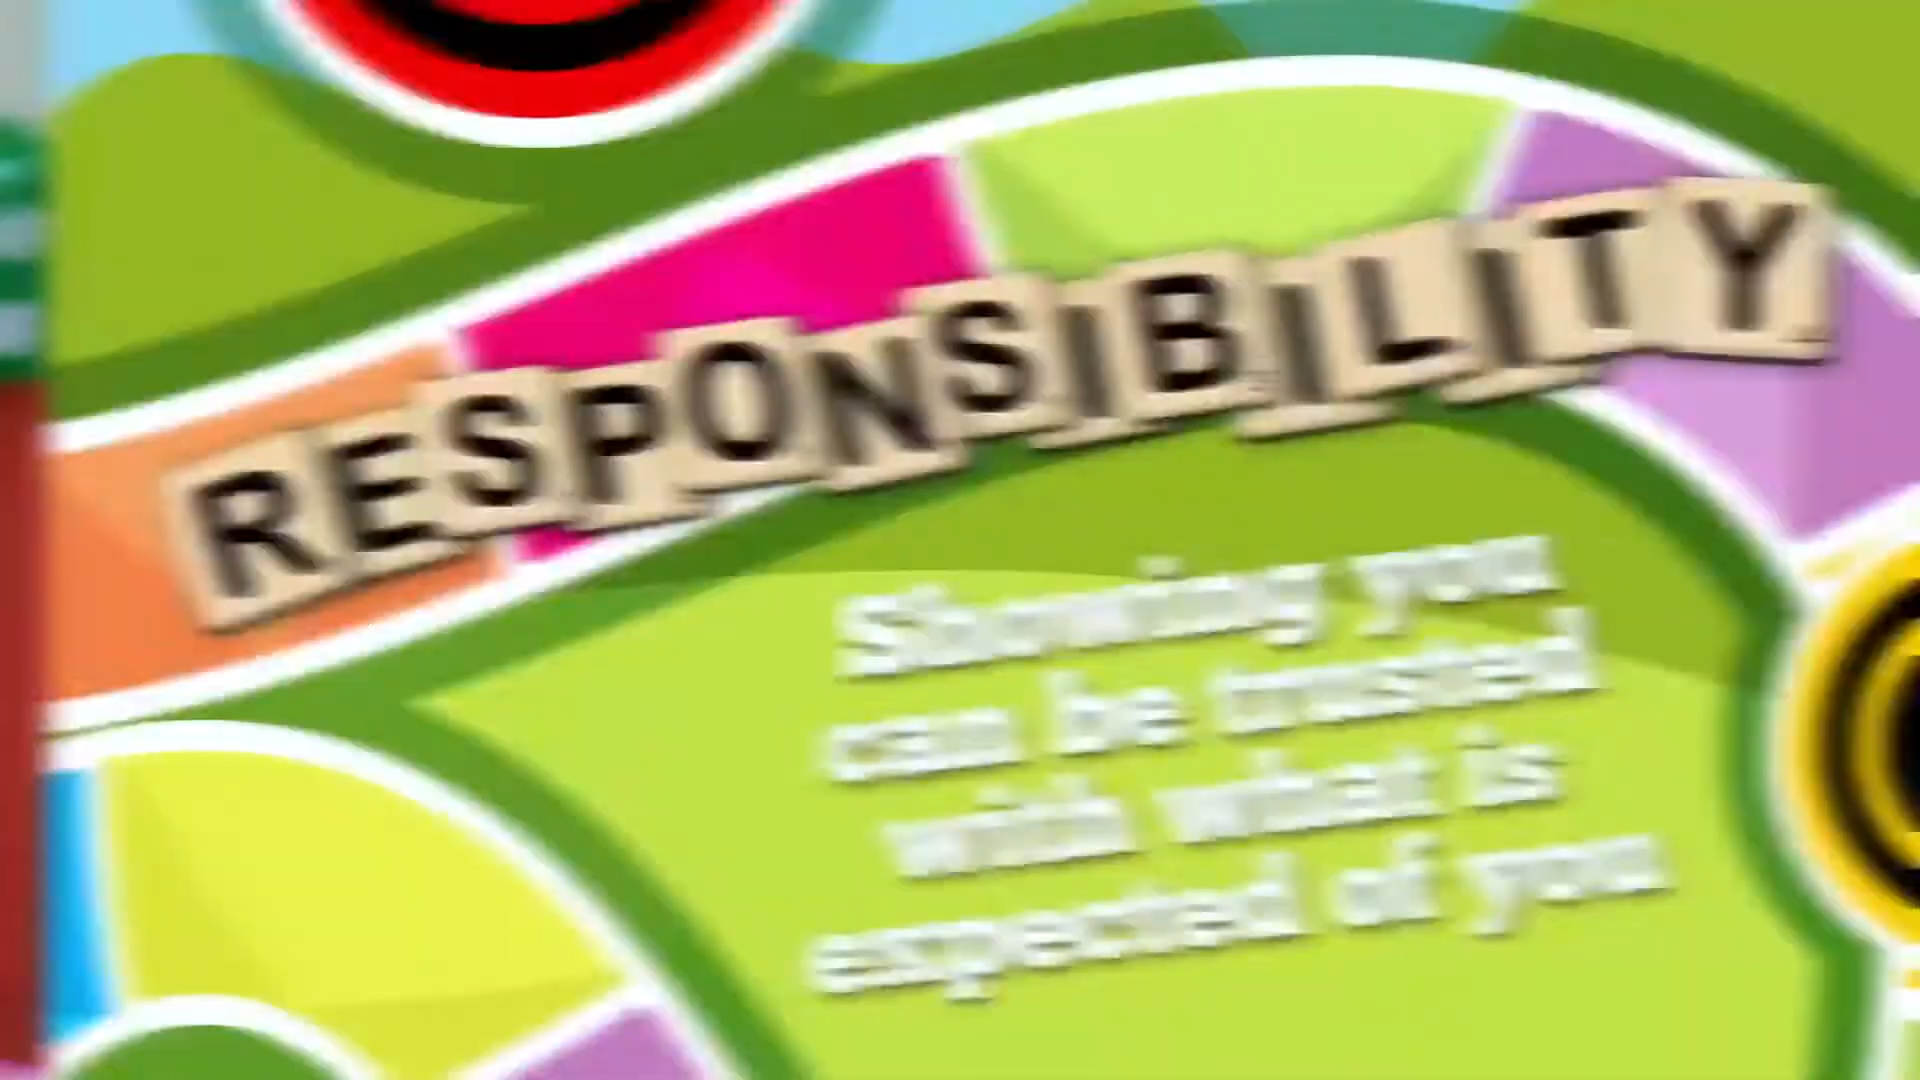 RESPONSIBILITY
Showing you
can be trusted
with what is
expected of you